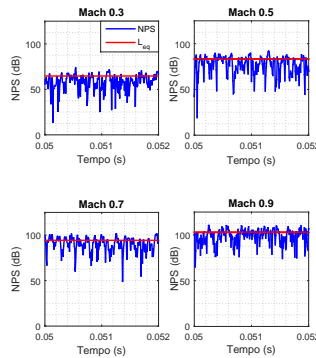 Mach 0.3
Mach 0.5
NPS
L_eq
100
50
0
NPS (dB)
0.05
0.051
0.052
Tempo (s)
100
50
0
NPS (dB)
0.05
0.051
0.052
Tempo (s)
Mach 0.7
Mach 0.9
100
50
0
NPS (dB)
0.05
0.051
0.052
Tempo (s)
100
50
0
NPS (dB)
0.05
0.051
0.052
Tempo (s)